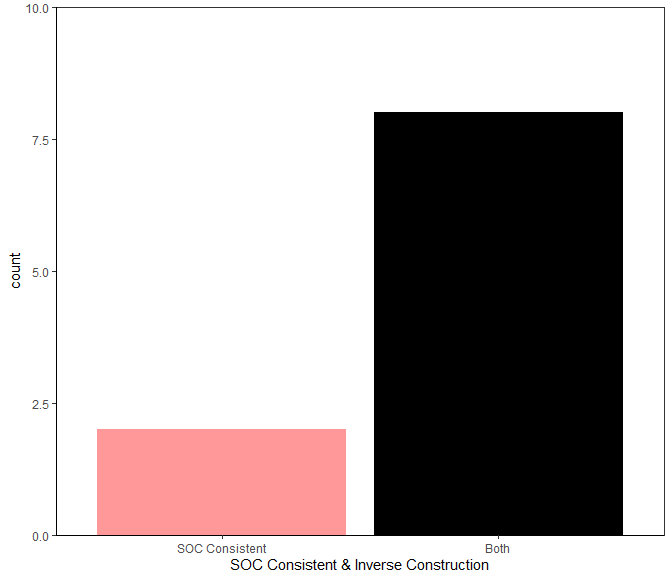 10.0
7.5
5.0
2.5
0.0
count
SOC Consistent
Both
SOC Consistent & Inverse Construction